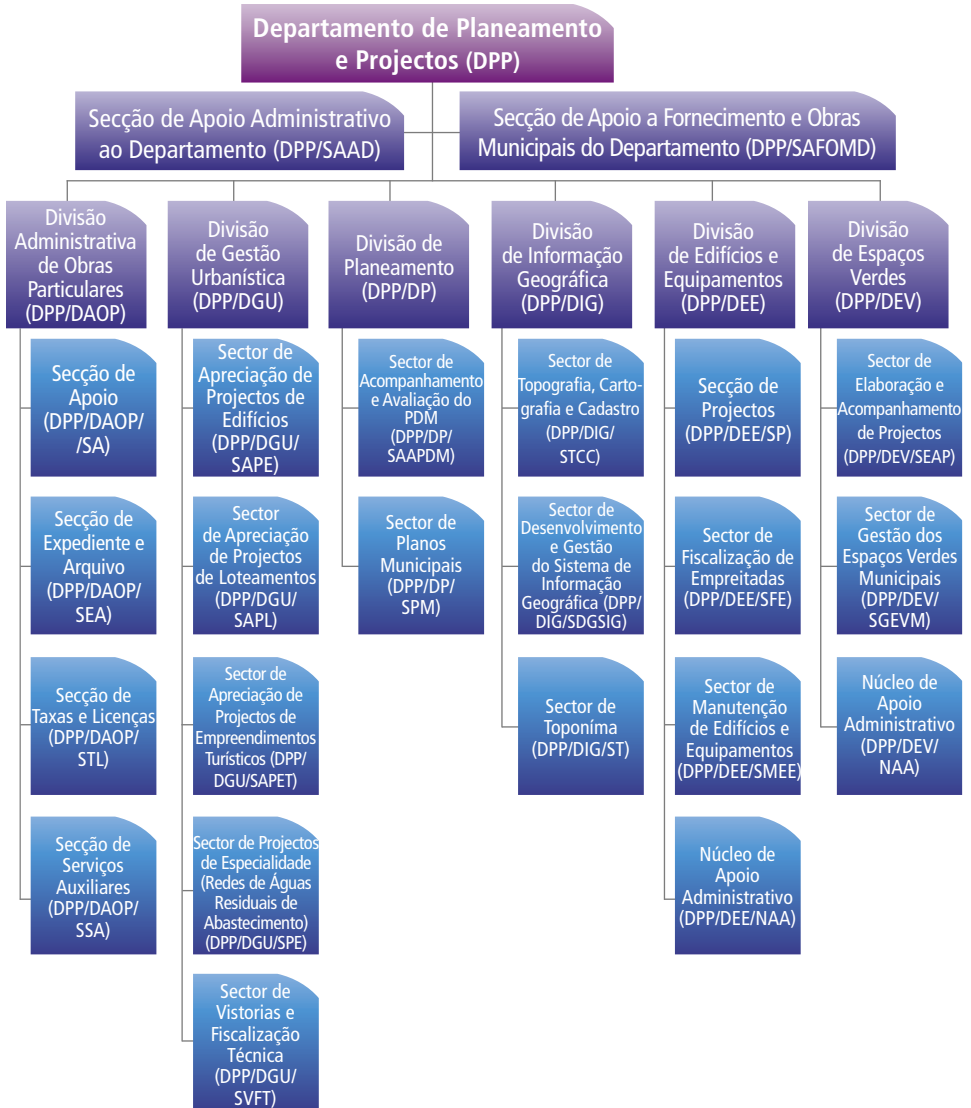 Departamento de Planeamento
e Projectos (DPP)
Secção de Apoio Administrativo
ao Departamento (DPP/SAAD)
Secção de Apoio a Fornecimento e Obras
Municipais do Departamento (DPP/SAFOMD)
Divisão
Administrativa
de Obras
Particulares
(DPP/DAOP)
Secção de
Apoio
(DPP/DAOP/
/SA)
Secção de
Expediente e
Arquivo
(DPP/DAOP/
SEA)
Secção de
Taxas e Licenças
(DPP/DAOP/
STL)
Secção de
Serviços
Auxiliares
(DPP/DAOP/
SSA)
Divisão
de Gestão
Urbanística
(DPP/DGU)
Sector de
Apreciação de
Projectos de
Edifícios
(DPP/DGU/
SAPE)
Sector
de Apreciação
de Projectos
de Loteamentos
(DPP/DGU/
SAPL)
Sector de
Apreciação de
Projectos de
Empreendimentos
Turísticos (DPP/
DGU/SAPET)
Sector de Projectos
de Especialidade
(Redes de Águas
Residuais de
Abastecimento)
(DPP/DGU/SPE)
Sector de
Vistorias e
Fiscalização
Técnica
(DPP/DGU/
SVFT)
Divisão de
Planeamento
(DPP/DP)
Sector de
Acompanhamento
e Avaliação do
PDM
(DPP/DP/
SAAPDM)
Sector de
Planos
Municipais
(DPP/DP/
SPM)
Divisão
de Informação
Geográfica
(DPP/DIG)
Sector de
Topografia, Carto-
grafia e Cadastro
(DPP/DIG/
STCC)
Sector de
Desenvolvimento
e Gestão
do Sistema de
Informação
Geográfica (DPP/
DIG/SDGSIG)
Sector de
Toponíma
(DPP/DIG/ST)
Divisão
de Edifícios e
Equipamentos
(DPP/DEE)
Secção de
Projectos
(DPP/DEE/SP)
Sector de
Fiscalização de
Empreitadas
(DPP/DEE/SFE)
Sector de
Manutenção
de Edifícios e
Equipamentos
(DPP/DEE/SMEE)
Núcleo de
Apoio
Administrativo
(DPP/DEE/NAA)
Divisão
de Espaços
Verdes
(DPP/DEV)
Sector de
Elaboração e
Acompanhamento
de Projectos
(DPP/DEV/SEAP)
Sector de
Gestão dos
Espaços Verdes
Municipais
(DPP/DEV/
SGEVM)
Núcleo de
Apoio
Administrativo
(DPP/DEV/
NAA)